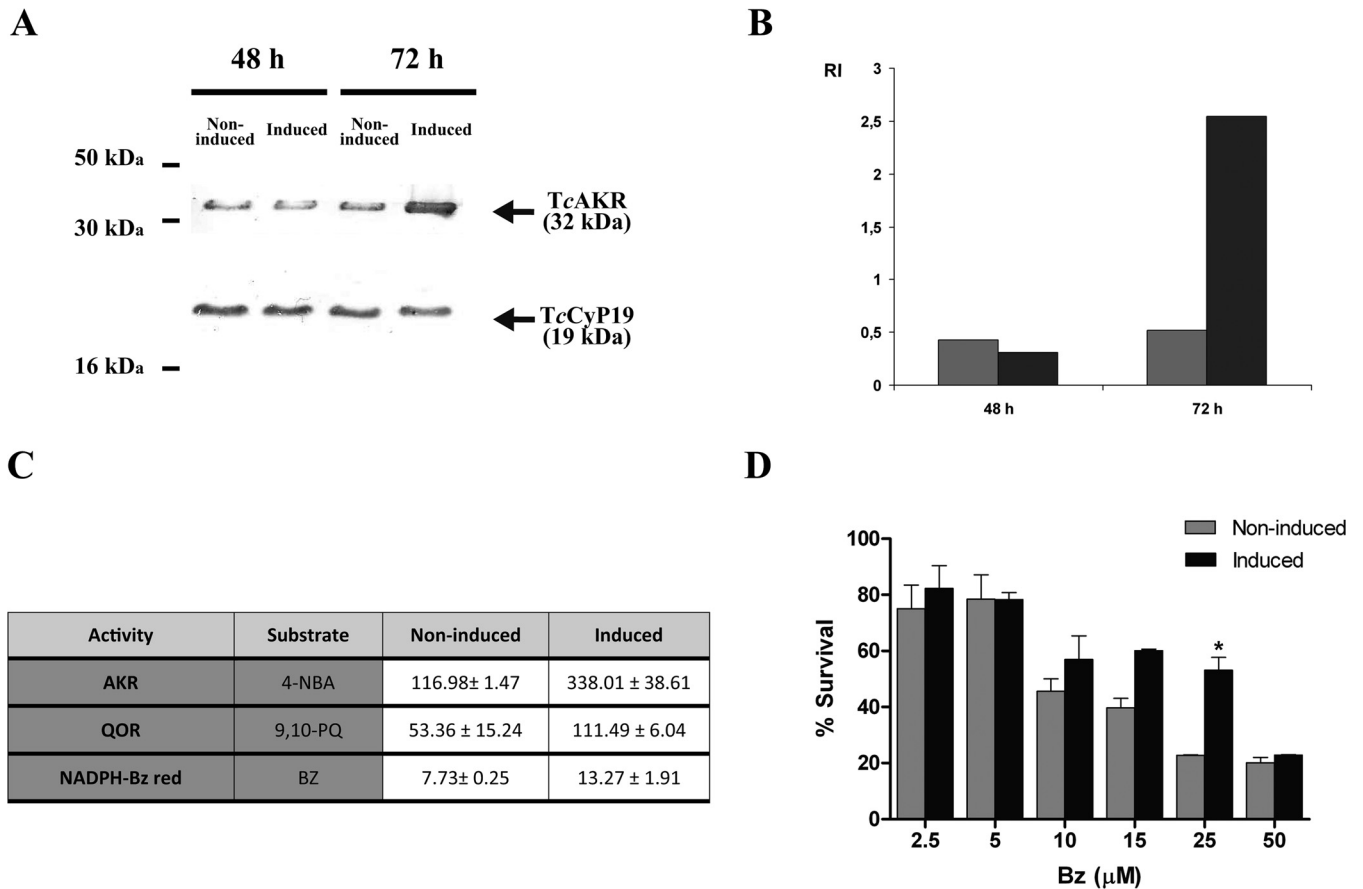 A
48 h 72 h
Non-induced Induced Non-induced Induced
50 kDa
30 kDa
16 kDa
TcAKR
(32 kDa)
TcCyP19
(19 kDa)
B
RI
3
2,5
2
1,5
1
0,5
0
48 h 72 h
C
Activity Substrate Non-induced Induced
AKR 4-NBA 116.98± 1.47 338.01 ± 38.61
QOR 9,10-PQ 53.36 ± 15.24 111.49 ± 6.04
NADPH-Bz red BZ 7.73± 0.25 13.27 ± 1.91
D
Non-induced
Induced
% Survival
100
80
60
40
20
0
*
2.5 5 10 15 25 50
Bz (µM)